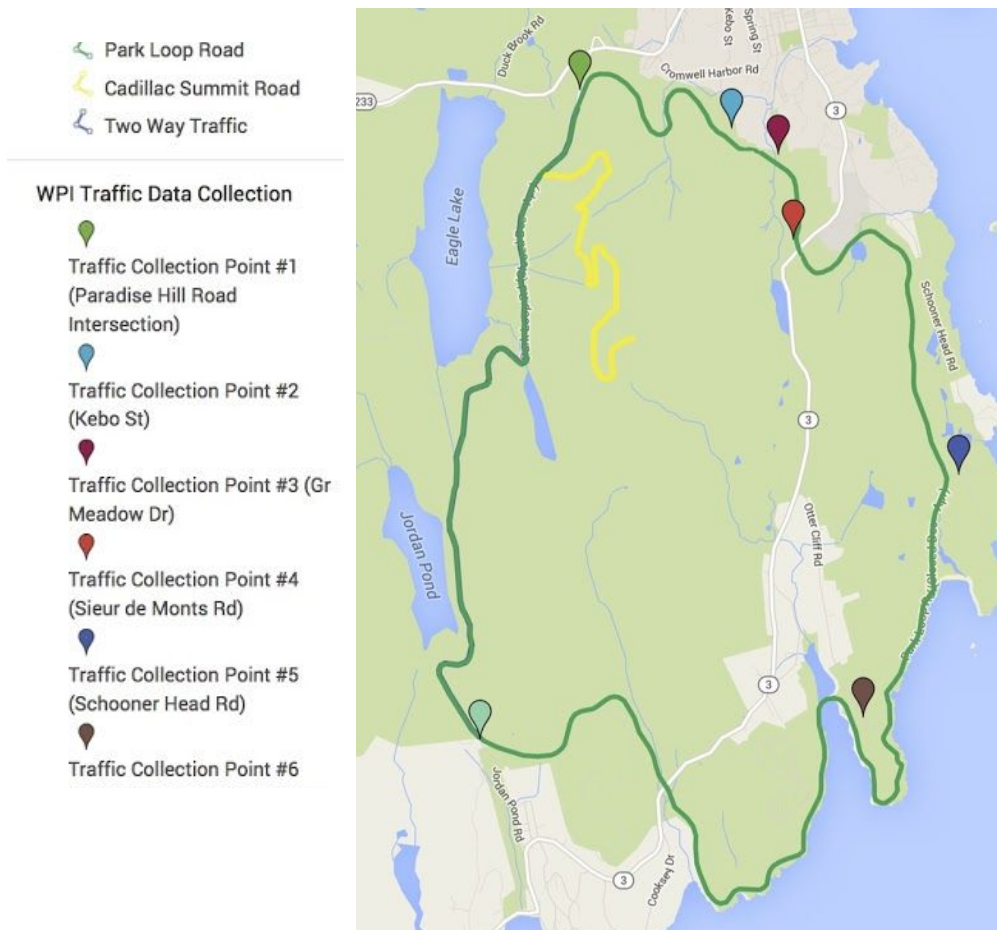 Park Loop Road
Cadillac Summit Road
Two Way Traffic
WPI Traffic Data Collection
Traffic Collection Point #1
(Paradise Hill Road
Intersection)
Traffic Collection Point #2
(Kebo St)
Traffic Collection Point #3 (Gr
Meadow Dr)
Traffic Collection Point #4
(Sieur de Monts Rd)
Traffic Collection Point #5
(Schooner Head Rd)
Traffic Collection Point #6
Duck Brook Rd
Kebo St
Spring St
Cromwell Harbor Rd
233
3
Eagle Lake
Schooner Head Rd
3
Otter Cliff Rd
Jordan Pond
3
Jordan Pond Rd
3
Cooksey Dr